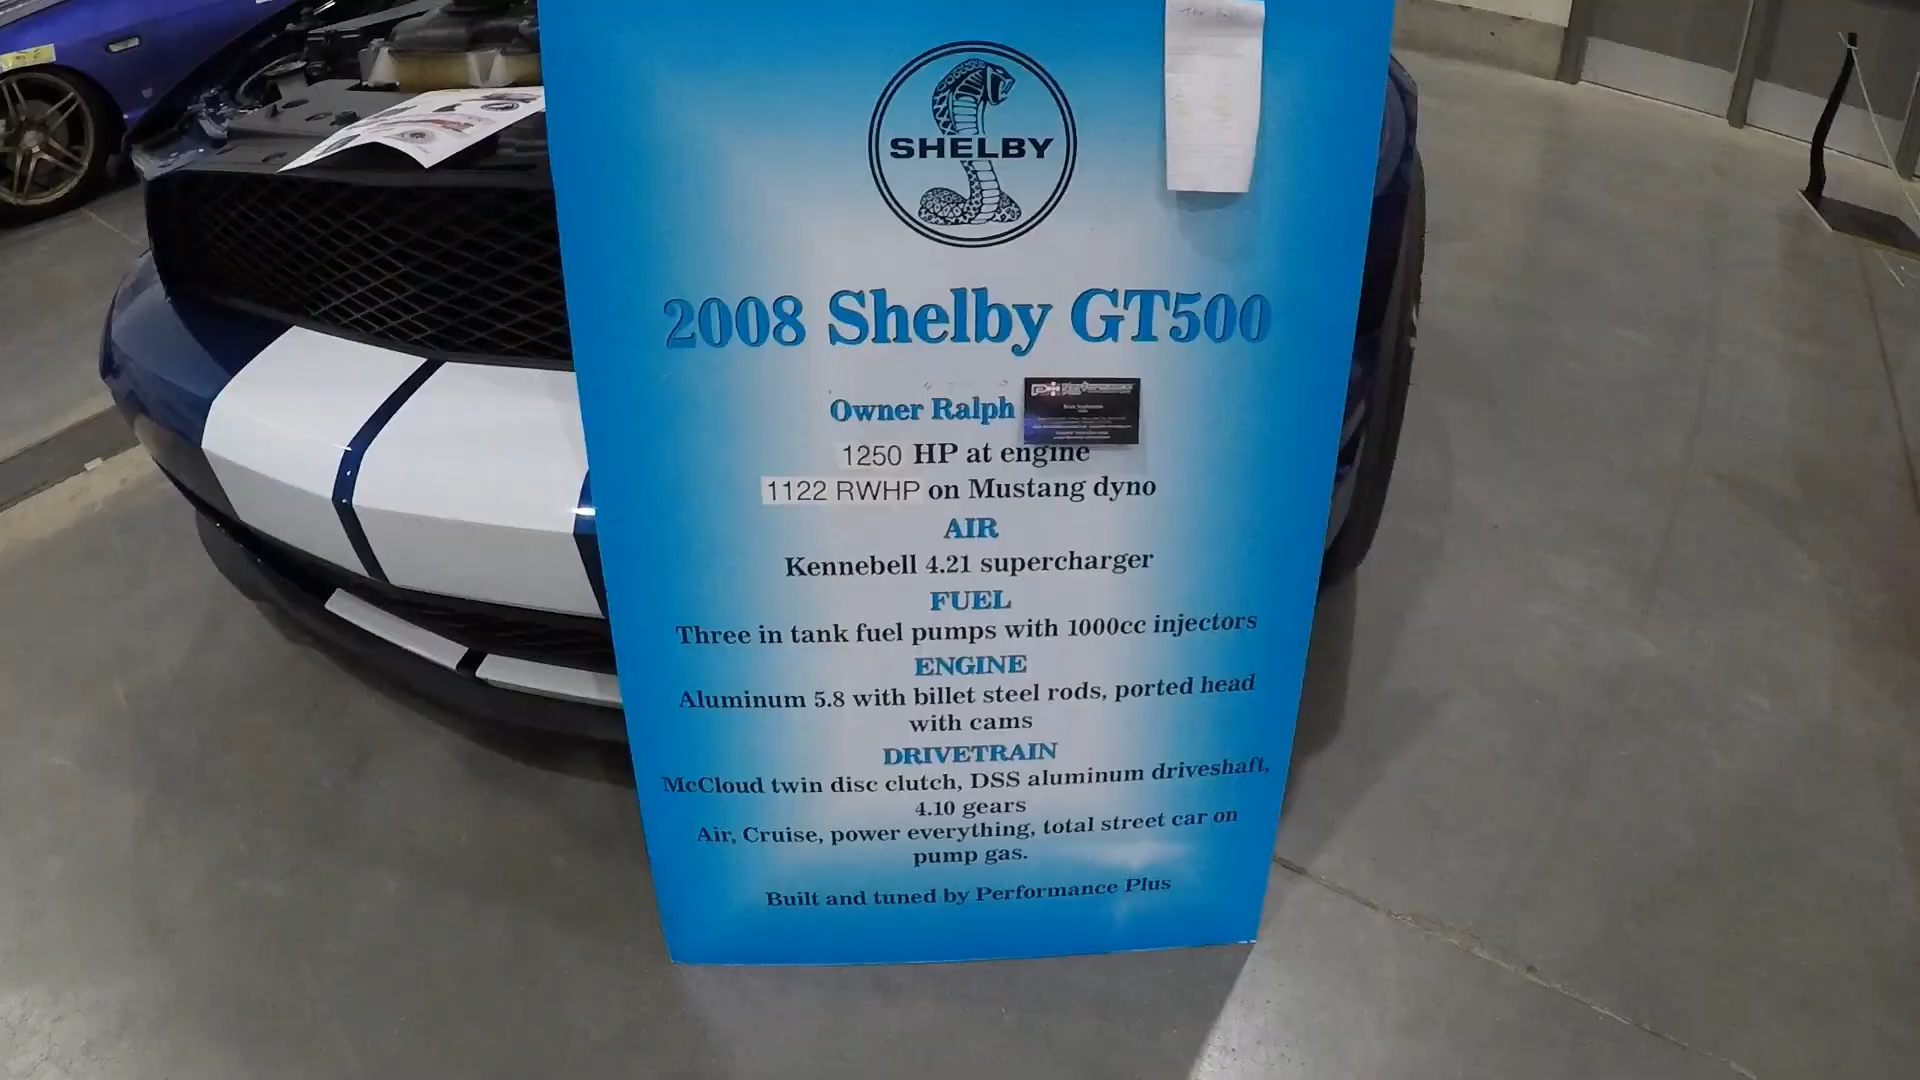 SHELBY
2008 Shelby GT500
Owner Ralph
1250 HP at engine
1122 RWHP on Mustang dyno
AIR
Kennebell 4.21 supercharger
FUEL
Three in tank fuel pumps with 1000cc injectors
ENGINE
Aluminum 5.8 with billet steel rods, ported head
with cams
DRIVETRAIN
McCloud twin disc clutch, DSS aluminum driveshaft,
4.10 gears
Air, Cruise, power everything, total street car on
pump gas.
Built and tuned by Performance Plus